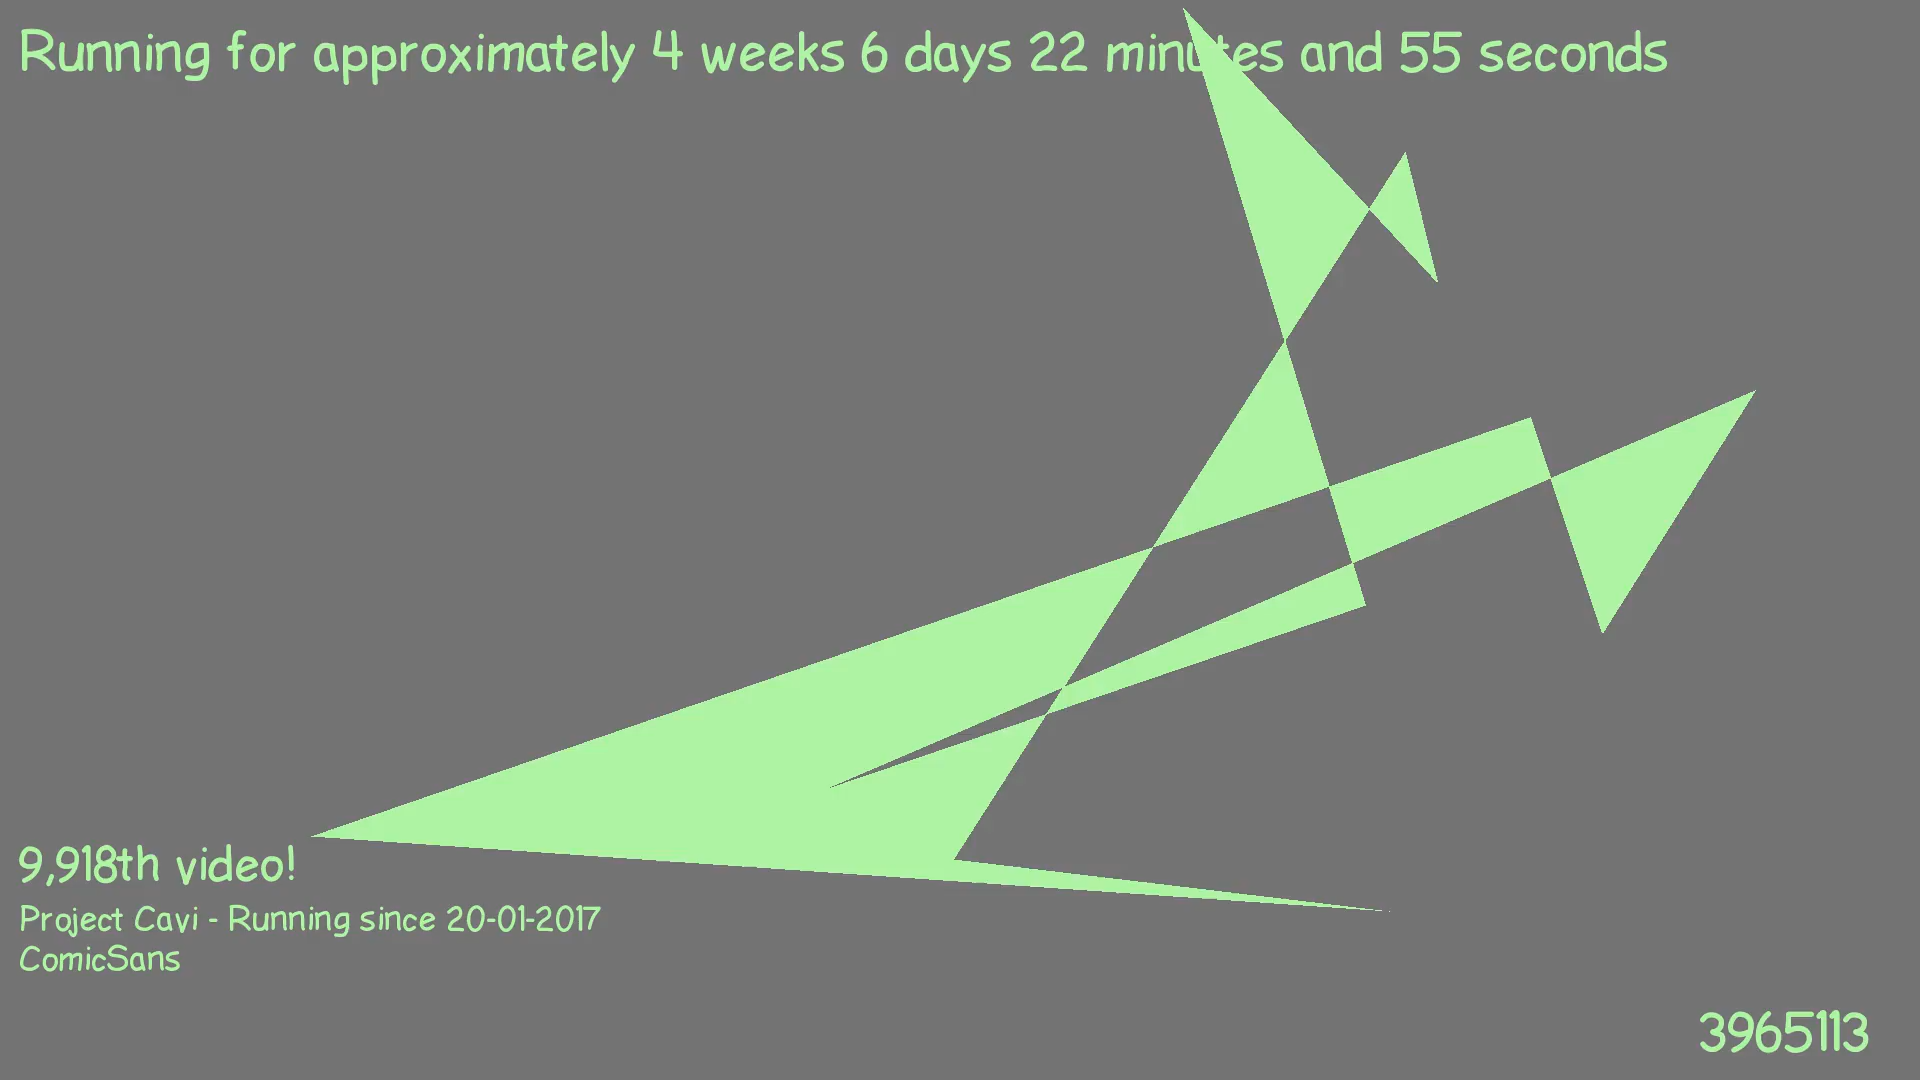 Running for approximately 4 weeks 6 days 22 minutes and 55 seconds
9,918th video!
Project Cavi - Running since 20-01-2017
ComicSans
3965113